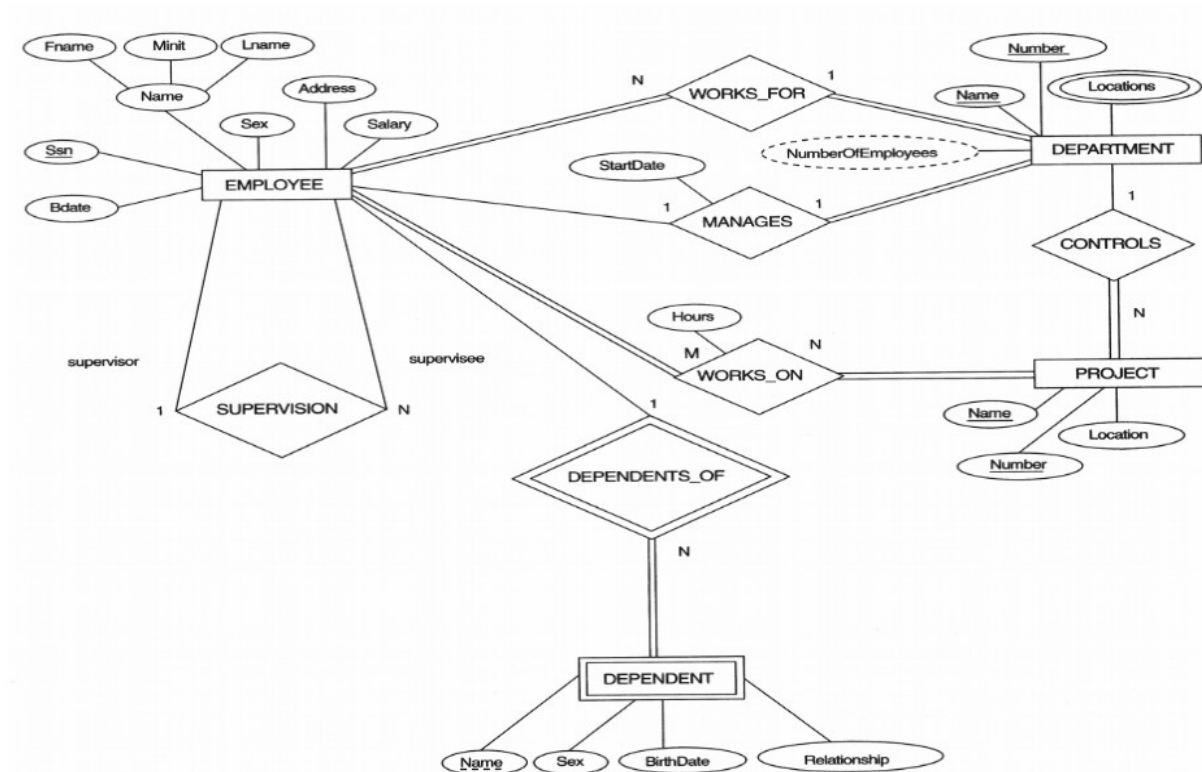 Fname
Minit
Lname
Name
Address
Sex
Salary
Ssn
Bdate
EMPLOYEE
N
WORKS_FOR
1
Number
Name
Locations
NumberOfEmployees
DEPARTMENT
StartDate
1
MANAGES
1
1
CONTROLS
N
supervisor
supervisee
1
SUPERVISION
N
Hours
M
WORKS_ON
N
PROJECT
Name
Location
Number
1
DEPENDENTS_OF
N
DEPENDENT
Name
Sex
BirthDate
Relationship